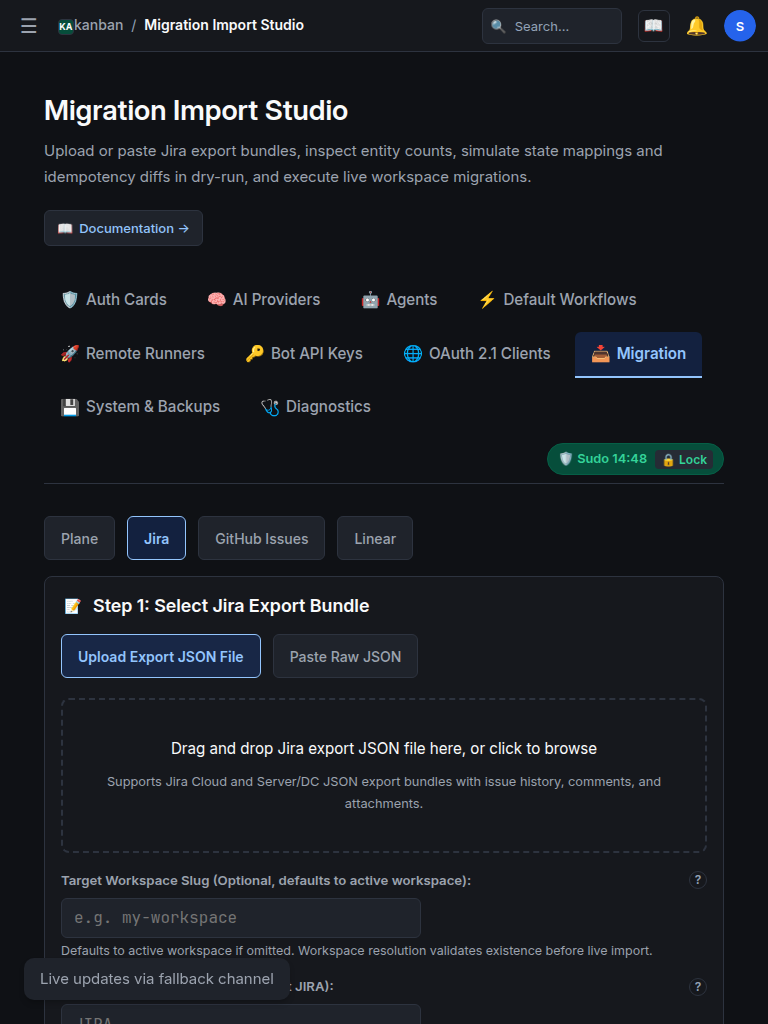 KA kanban / Migration Import Studio
Search...
S
Migration Import Studio
Upload or paste Jira export bundles, inspect entity counts, simulate state mappings and
idempotency diffs in dry-run, and execute live workspace migrations.
Documentation →
Auth Cards
AI Providers
Agents
Default Workflows
Remote Runners
Bot API Keys
OAuth 2.1 Clients
Migration
System & Backups
Diagnostics
Sudo 14:48
Lock
Plane
Jira
GitHub Issues
Linear
Step 1: Select Jira Export Bundle
Upload Export JSON File
Paste Raw JSON
Drag and drop Jira export JSON file here, or click to browse
Supports Jira Cloud and Server/DC JSON export bundles with issue history, comments, and
attachments.
Target Workspace Slug (Optional, defaults to active workspace):
?
e.g. my-workspace
Defaults to active workspace if omitted. Workspace resolution validates existence before live import.
Live updates via fallback channel
JIRA):
?
JIRA